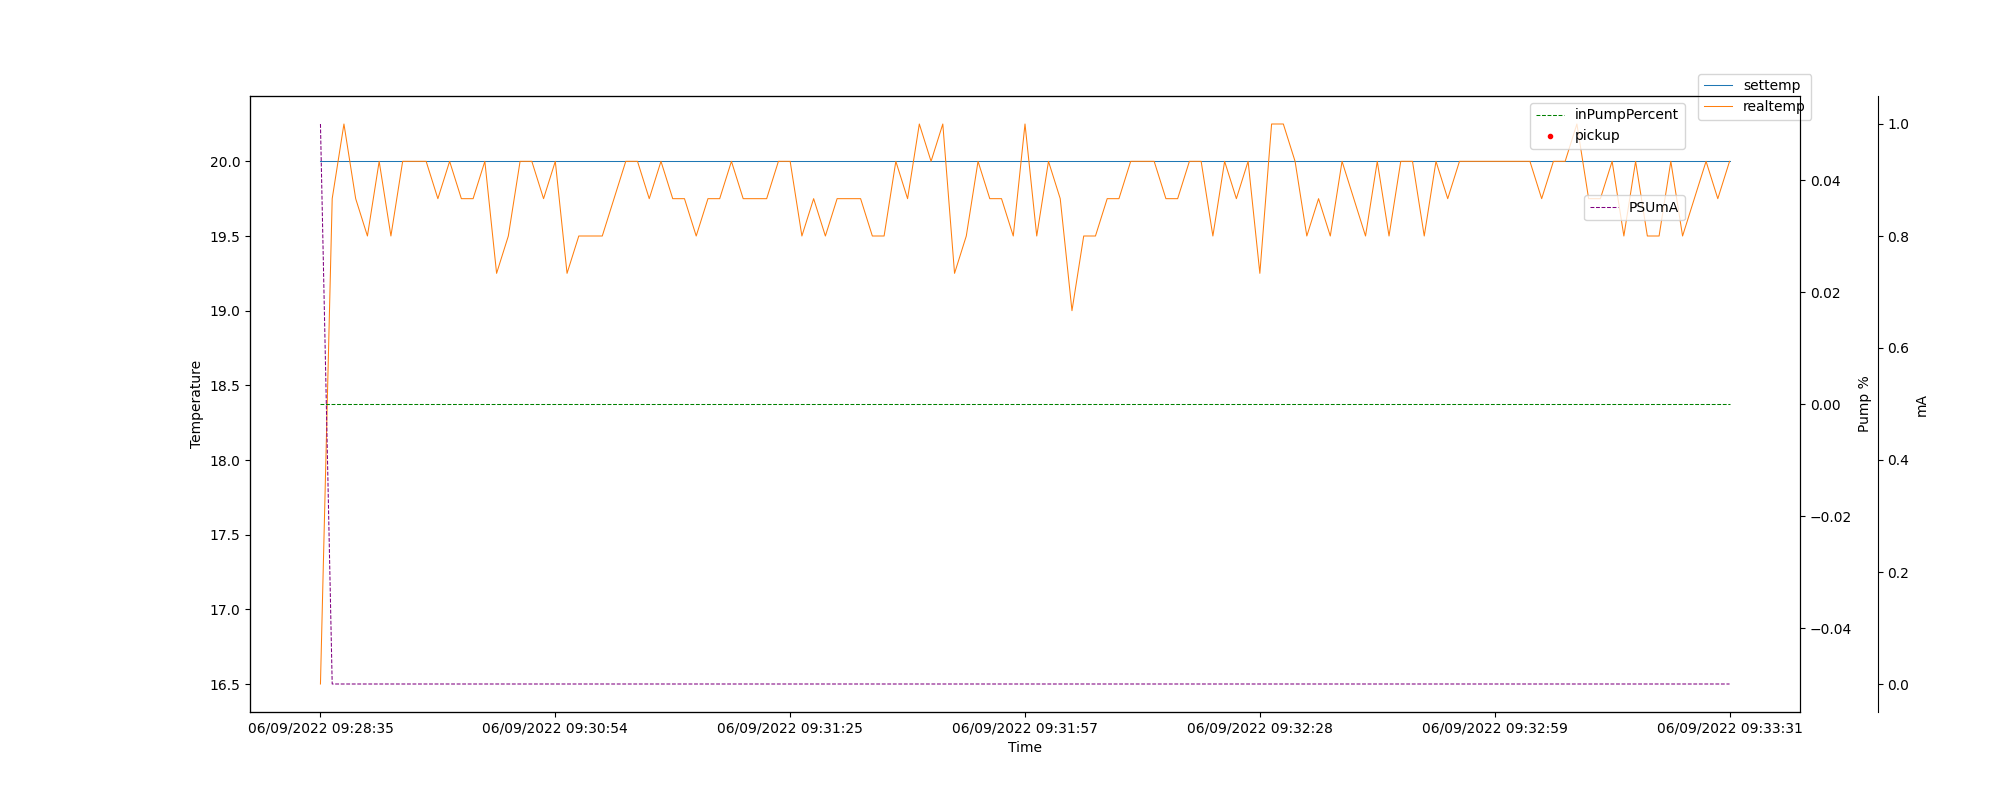 settemp
realtemp
inPumpPercent
pickup
PSUmA
Temperature
20.0
19.5
19.0
18.5
18.0
17.5
17.0
16.5
0.04
0.02
0.00
−0.02
−0.04
Pump %
1.0
0.8
0.6
0.4
0.2
0.0
mA
06/09/2022 09:28:35
06/09/2022 09:30:54
06/09/2022 09:31:25
06/09/2022 09:31:57
06/09/2022 09:32:28
06/09/2022 09:32:59
06/09/2022 09:33:31
Time